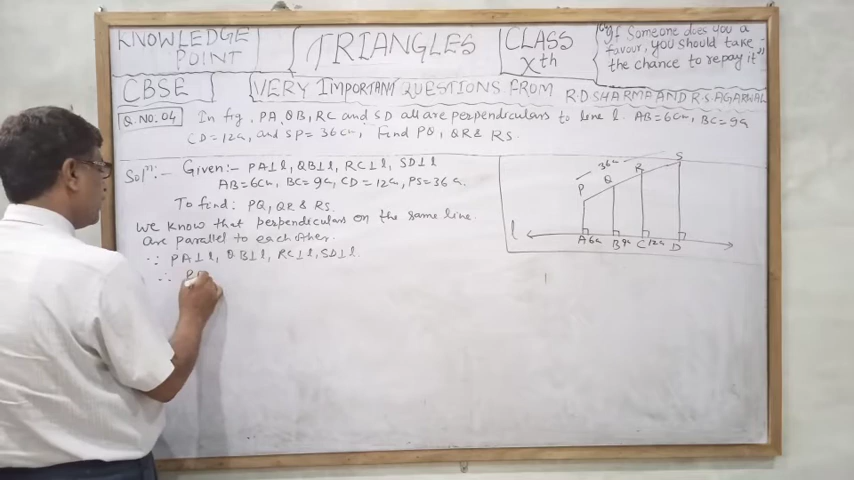 KNOWLEDGE POINT
TRIANGLES
CLASS Xth
"If Someone does you a
favour, you should take
the chance to repay it"
CBSE
VERY IMPORTANT QUESTIONS FROM R.D SHARMA AND R.S. AGARWAL
Q.NO.04 In fig, PA, QB, RC and SD all are perpendiculars to line l. AB=6cm, BC=9cm
CD=12cm, and SP=36cm, Find PQ, QR & RS.
Soln:- Given:- PA⊥l, QB⊥l, RC⊥l, SD⊥l
AB=6cm, BC=9cm, CD=12cm, PS=36cm.
To find: PQ, QR & RS.
We know that perpendiculars on the same line.
are parallel to each other.
∵ PA⊥l, QB⊥l, RC⊥l, SD⊥l.
∴ P
36cm
P Q R S
l
A 6cm B 9cm C 12cm D